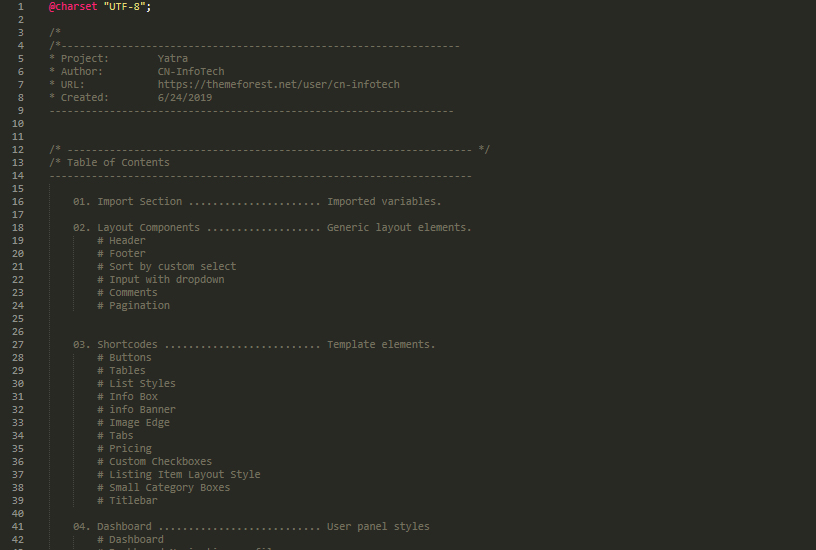 1 @charset "UTF-8";
2
3 /*
4 /*------------------------------------------------------------------
5 * Project: Yatra
6 * Author: CN-InfoTech
7 * URL: https://themeforest.net/user/cn-infotech
8 * Created: 6/24/2019
9 -------------------------------------------------------------------
10
11
12 /* ------------------------------------------------------------------- */
13 /* Table of Contents
14 ----------------------------------------------------------------------
15
16 01. Import Section ...................... Imported variables.
17
18 02. Layout Components ................... Generic layout elements.
19 # Header
20 # Footer
21 # Sort by custom select
22 # Input with dropdown
23 # Comments
24 # Pagination
25
26
27 03. Shortcodes .......................... Template elements.
28 # Buttons
29 # Tables
30 # List Styles
31 # Info Box
32 # info Banner
33 # Image Edge
34 # Tabs
35 # Pricing
36 # Custom Checkboxes
37 # Listing Item Layout Style
38 # Small Category Boxes
39 # Titlebar
40
41 04. Dashboard ........................... User panel styles
42 # Dashboard